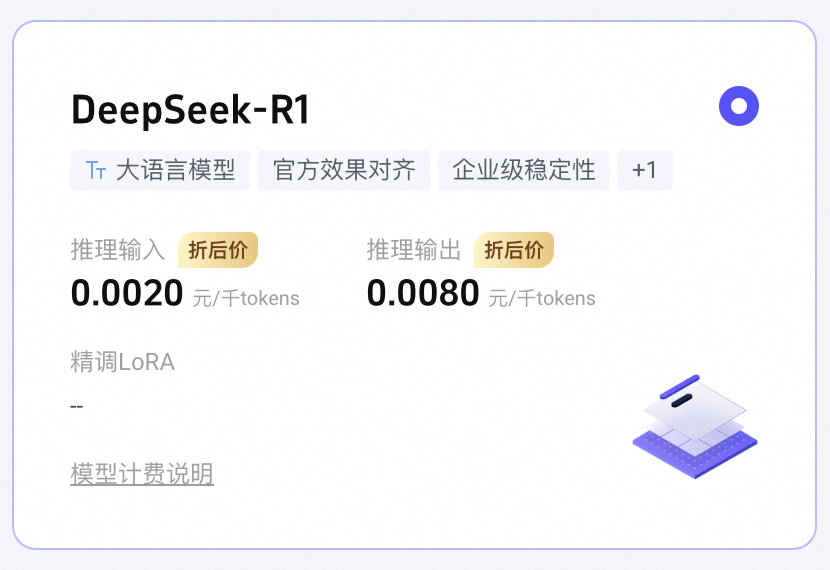 DeepSeek-R1
Tт 大语言模型 官方效果对齐 企业级稳定性 +1
推理输入 折后价 推理输出 折后价
0.0020 元/千tokens 0.0080 元/千tokens
精调LoRA
--
模型计费说明